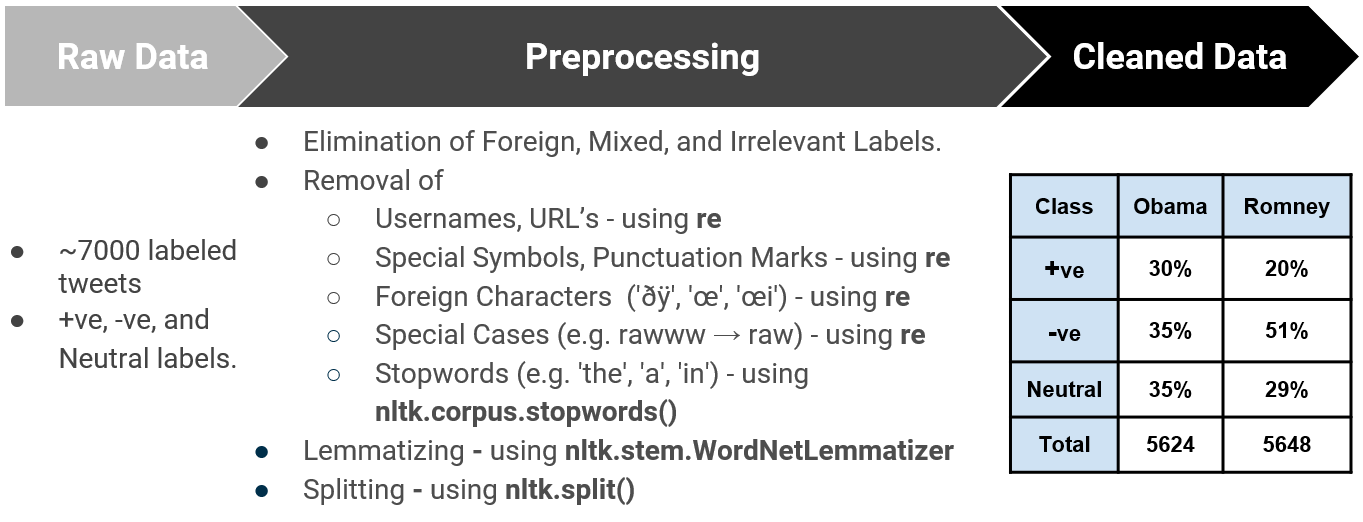 Raw Data
Preprocessing
Cleaned Data
● ~7000 labeled
tweets
● +ve, -ve, and
Neutral labels.
● Elimination of Foreign, Mixed, and Irrelevant Labels.
● Removal of
○ Usernames, URL’s - using re
○ Special Symbols, Punctuation Marks - using re
○ Foreign Characters ('ðÿ', 'œ', 'œi') - using re
○ Special Cases (e.g. rawww → raw) - using re
○ Stopwords (e.g. 'the', 'a', 'in') - using
nltk.corpus.stopwords()
● Lemmatizing - using nltk.stem.WordNetLemmatizer
● Splitting - using nltk.split()
Class Obama Romney
+ve 30% 20%
-ve 35% 51%
Neutral 35% 29%
Total 5624 5648